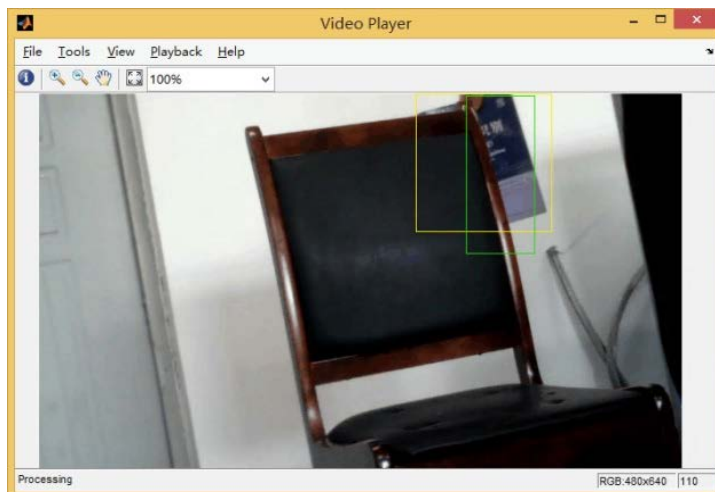 Video Player
File Tools View Playback Help
100%
Processing
RGB:480x640 110